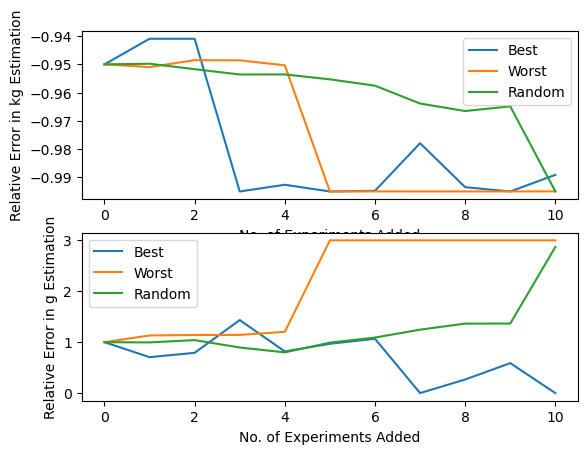 Relative Error in kg Estimation
−0.94
−0.95
−0.96
−0.97
−0.98
−0.99
Best
Worst
Random
0
2
4
6
8
10
No. of Experiments Added
Relative Error in g Estimation
3
2
1
0
Best
Worst
Random
0
2
4
6
8
10
No. of Experiments Added